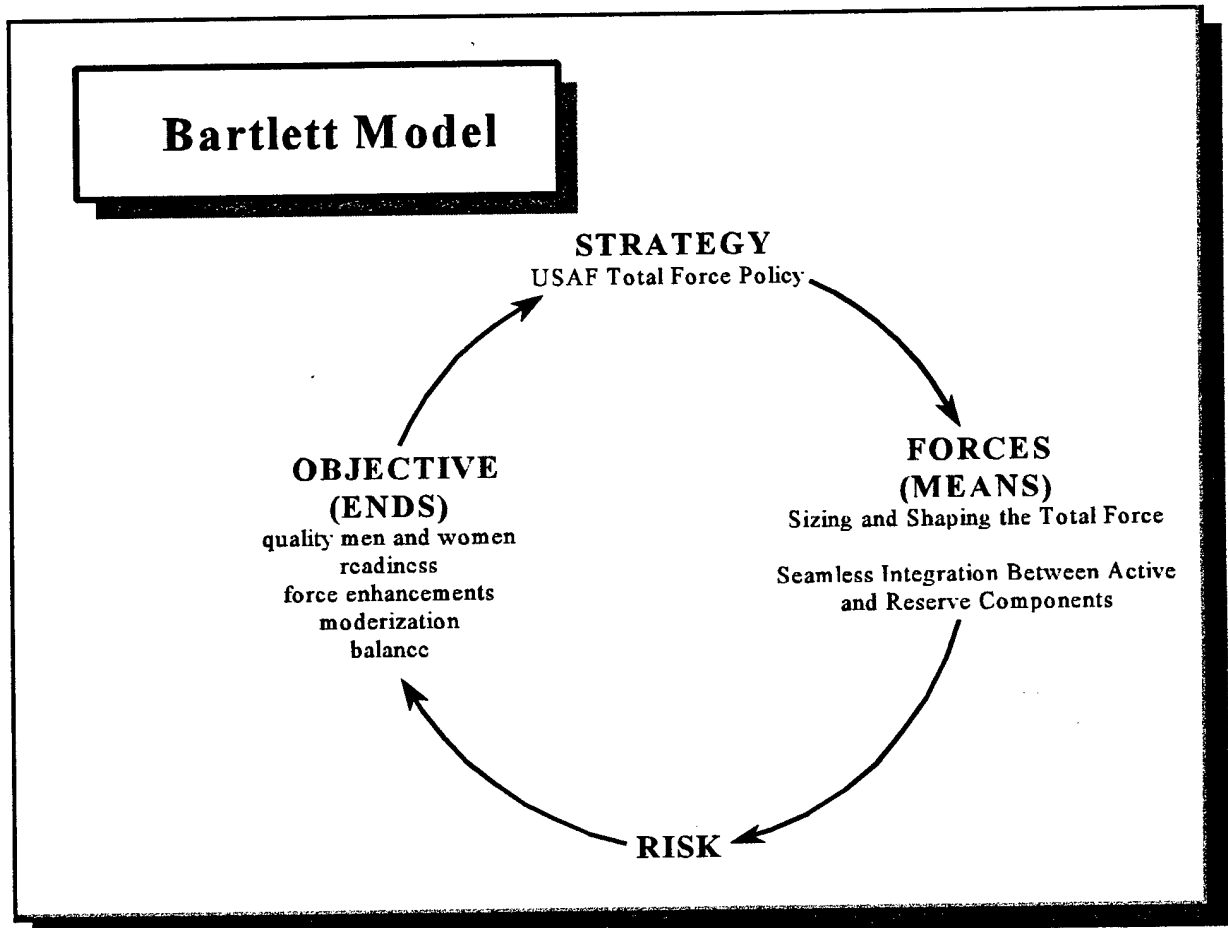 Bartlett Model
STRATEGY
USAF Total Force Policy
FORCES
(MEANS)
Sizing and Shaping the Total Force
Seamless Integration Between Active
and Reserve Components
RISK
OBJECTIVE
(ENDS)
quality men and women
readiness
force enhancements
moderization
balance